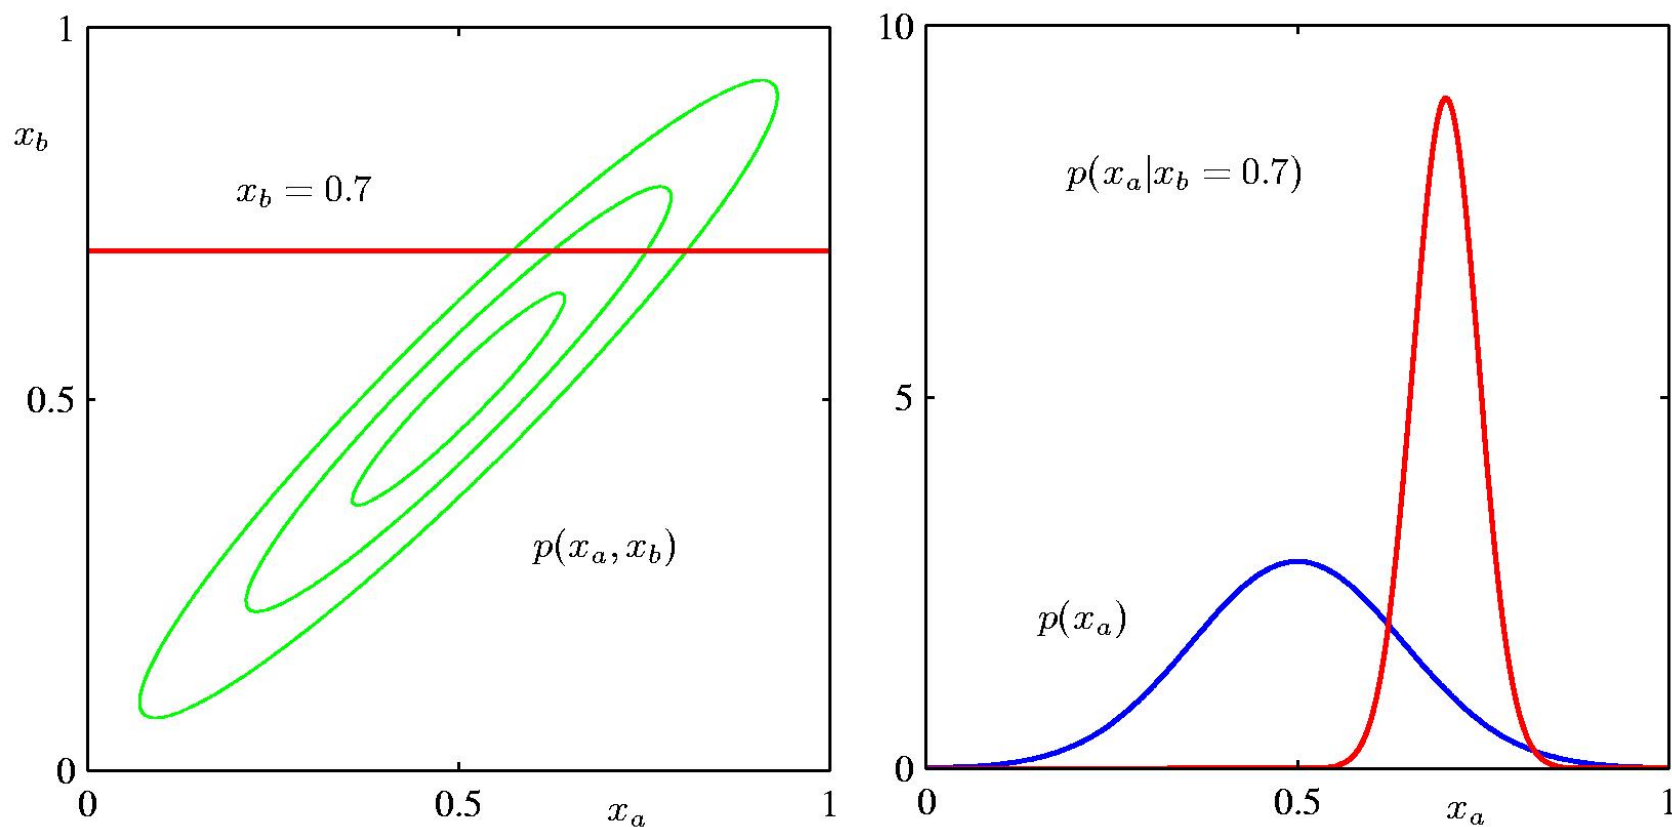 1
x_b
x_b = 0.7
0.5
p(x_a, x_b)
0
0
0.5
x_a
1
10
p(x_a|x_b = 0.7)
5
p(x_a)
0
0
0.5
x_a
1